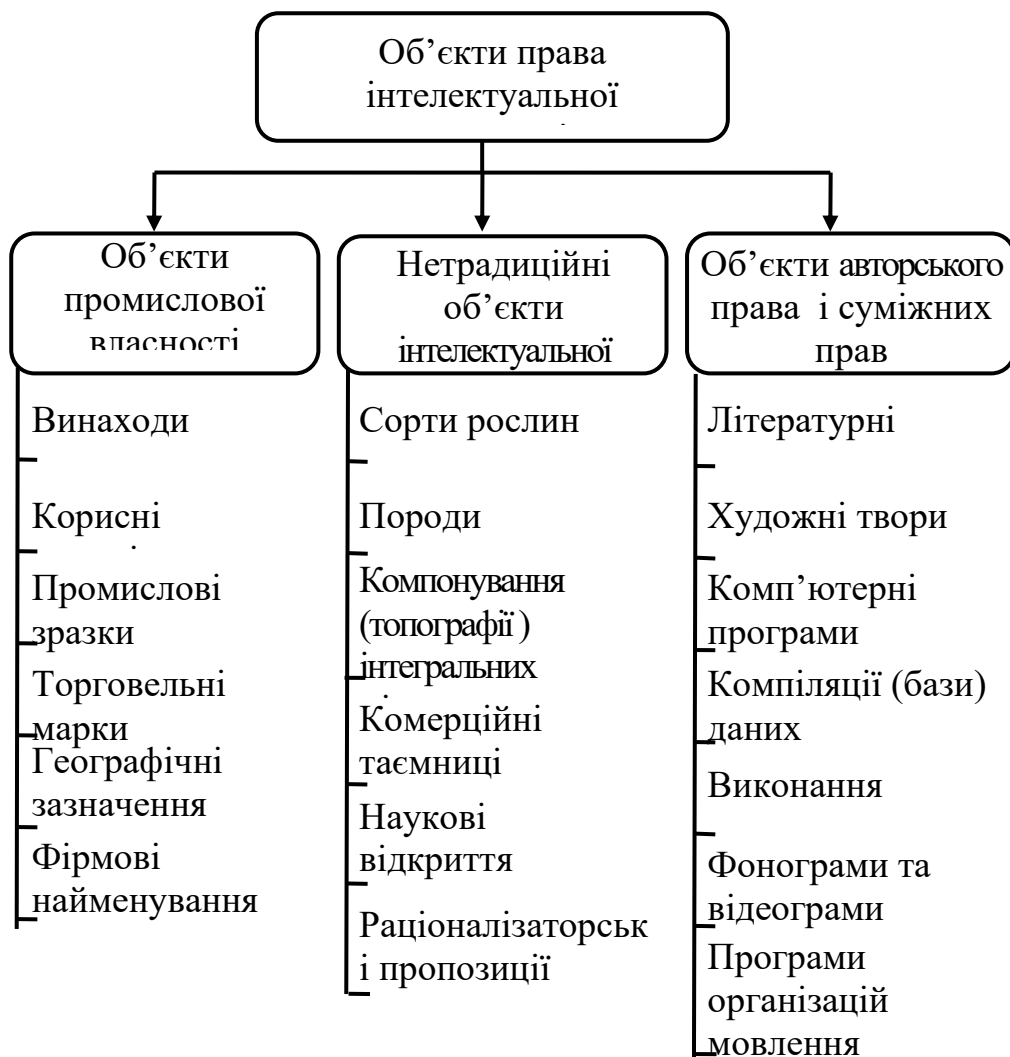 Об’єкти права
інтелектуальної
Об’єкти
промислової
власності
Нетрадиційні
об’єкти
інтелектуальної
Об’єкти авторського
права і суміжних
прав
Винаходи
Корисні
Промислові
зразки
Торговельні
марки
Географічні
зазначення
Фірмові
найменування
Сорти рослин
Породи
Компонування
(топографії )
інтегральних
Комерційні
таємниці
Наукові
відкриття
Раціоналізаторськ
і пропозиції
Літературні
Художні твори
Комп’ютерні
програми
Компіляції (бази)
даних
Виконання
Фонограми та
відеограми
Програми
організацій
мовлення